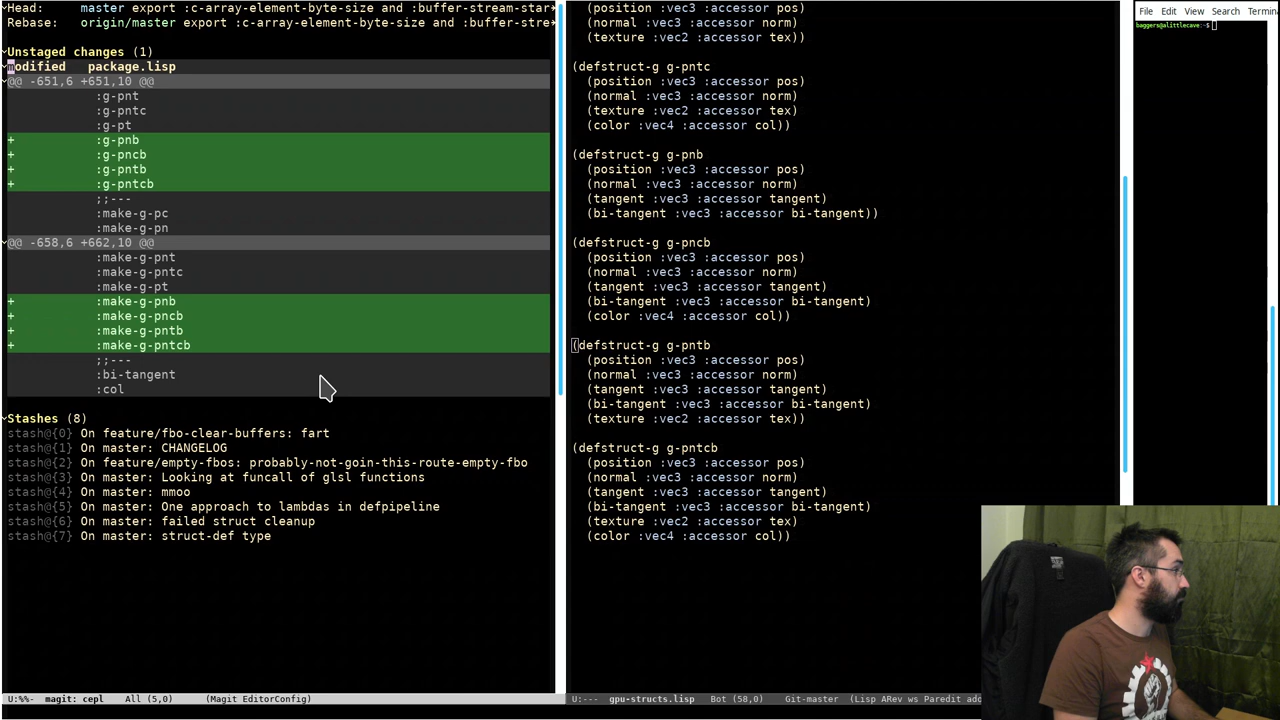 Head:     master export :c-array-element-byte-size and :buffer-stream-star
Rebase:   origin/master export :c-array-element-byte-size and :buffer-stre
Unstaged changes (1)
modified   package.lisp
@@ -651,6 +651,10 @@
:g-pnt
:g-pntc
:g-pt
+ :g-pnb
+ :g-pncb
+ :g-pntb
+ :g-pntcb
;;---
:make-g-pc
:make-g-pn
@@ -658,6 +662,10 @@
:make-g-pnt
:make-g-pntc
:make-g-pt
+ :make-g-pnb
+ :make-g-pncb
+ :make-g-pntb
+ :make-g-pntcb
;;---
:bi-tangent
:col
Stashes (8)
stash@{0} On feature/fbo-clear-buffers: fart
stash@{1} On master: CHANGELOG
stash@{2} On feature/empty-fbos: probably-not-goin-this-route-empty-fbo
stash@{3} On master: Looking at funcall of glsl functions
stash@{4} On master: mmoo
stash@{5} On master: One approach to lambdas in defpipeline
stash@{6} On master: failed struct cleanup
stash@{7} On master: struct-def type
U:%%-  magit: cepl     All (5,0)      (Magit EditorConfig)
(position :vec3 :accessor pos)
(normal :vec3 :accessor norm)
(texture :vec2 :accessor tex))
(defstruct-g g-pntc
(position :vec3 :accessor pos)
(normal :vec3 :accessor norm)
(texture :vec2 :accessor tex)
(color :vec4 :accessor col))
(defstruct-g g-pnb
(position :vec3 :accessor pos)
(normal :vec3 :accessor norm)
(tangent :vec3 :accessor tangent)
(bi-tangent :vec3 :accessor bi-tangent))
(defstruct-g g-pncb
(position :vec3 :accessor pos)
(normal :vec3 :accessor norm)
(tangent :vec3 :accessor tangent)
(bi-tangent :vec3 :accessor bi-tangent)
(color :vec4 :accessor col))
(defstruct-g g-pntb
(position :vec3 :accessor pos)
(normal :vec3 :accessor norm)
(tangent :vec3 :accessor tangent)
(bi-tangent :vec3 :accessor bi-tangent)
(texture :vec2 :accessor tex))
(defstruct-g g-pntcb
(position :vec3 :accessor pos)
(normal :vec3 :accessor norm)
(tangent :vec3 :accessor tangent)
(bi-tangent :vec3 :accessor bi-tangent)
(texture :vec2 :accessor tex)
(color :vec4 :accessor col))
U:---  gpu-structs.lisp   Bot (58,0)     Git-master  (Lisp ARev ws Paredit add
File Edit View Search Termin
baggers@alittlecave:~$